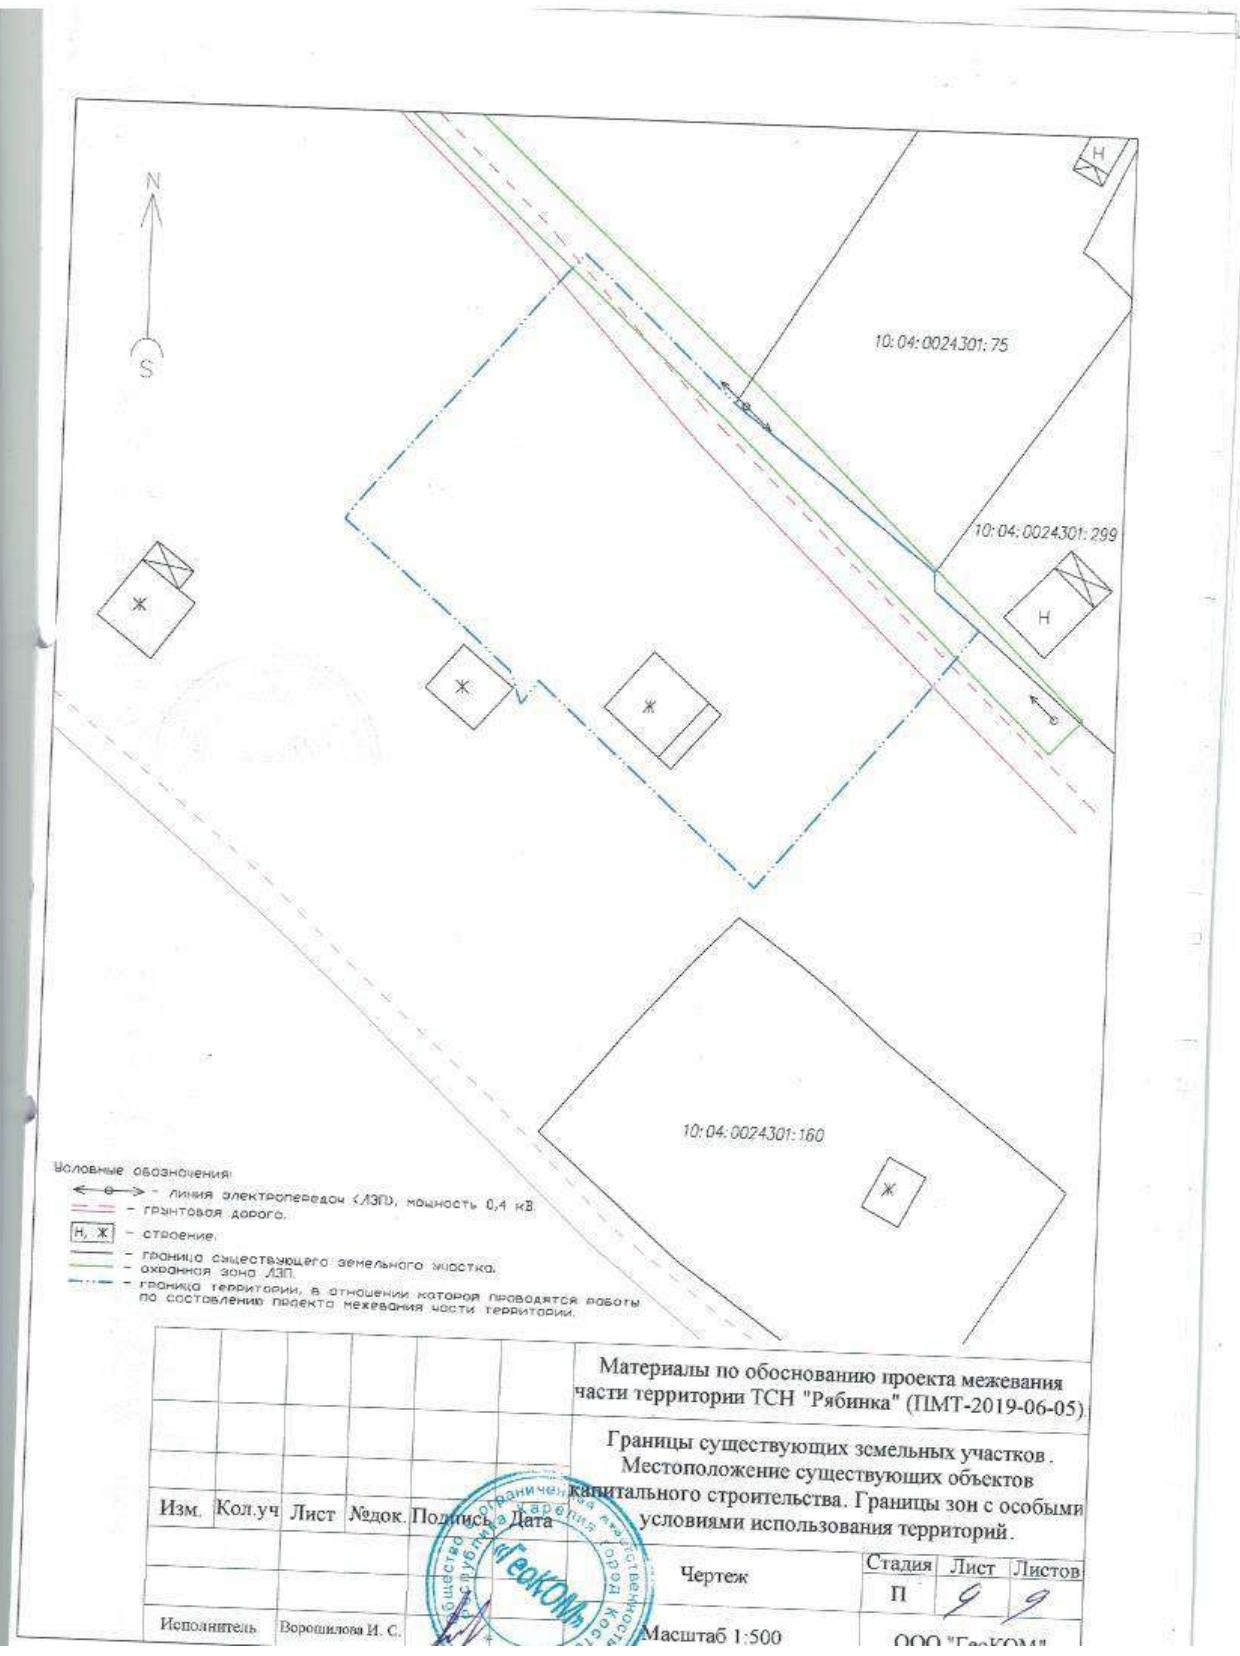 N
S
Н
10:04:0024301:75
10:04:0024301:299
Н
Ж
Ж
Ж
10:04:0024301:160
Ж
Условные обозначения:
- линия электропередач (ЛЭП), мощность 0,4 кВ
- грунтовая дорога.
Н, Ж - строение.
- граница существующего земельного участка.
- охранная зона ЛЭП.
- граница территории, в отношении которой проводятся работы
по составлению проекта межевания части территории.
Материалы по обоснованию проекта межевания
части территории ТСН "Рябинка" (ПМТ-2019-06-05)
Границы существующих земельных участков.
Местоположение существующих объектов
капитального строительства. Границы зон с особыми
условиями использования территорий.
Изм. Кол.уч Лист №док. Подпись Дата
Чертеж
Стадия Лист Листов
П 9 9
Исполнитель Ворошилова И. С.
Масштаб 1:500
ООО "ГеоКОМ"
Республика Карелия город
«ГеоКОМ»